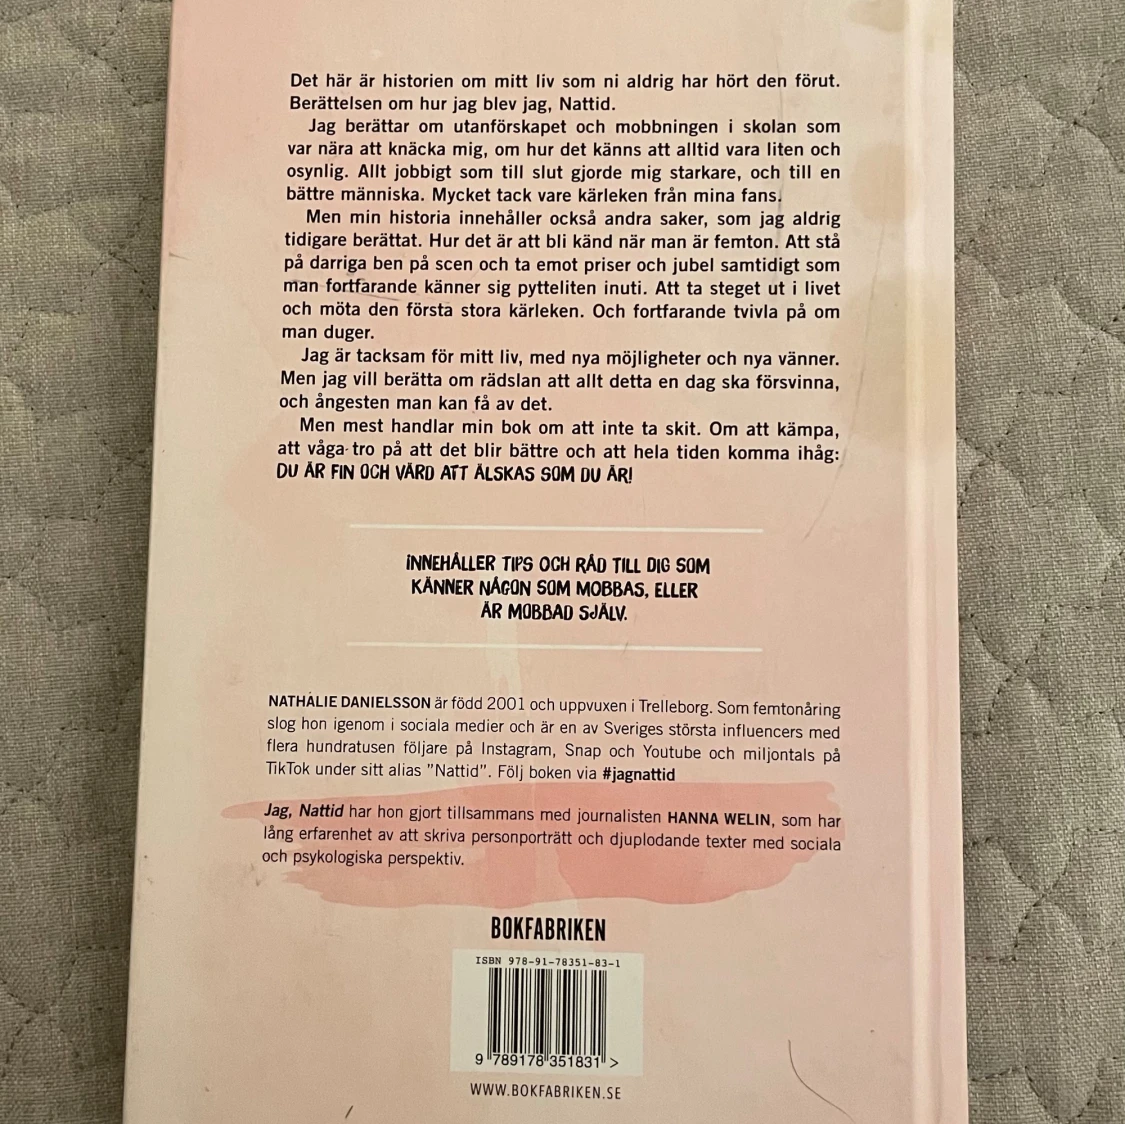 Det här är historien om mitt liv som ni aldrig har hört den förut.
Berättelsen om hur jag blev jag, Nattid.
Jag berättar om utanförskapet och mobbningen i skolan som
var nära att knäcka mig, om hur det känns att alltid vara liten och
osynlig. Allt jobbigt som till slut gjorde mig starkare, och till en
bättre människa. Mycket tack vare kärleken från mina fans.
Men min historia innehåller också andra saker, som jag aldrig
tidigare berättat. Hur det är att bli känd när man är femton. Att stå
på darriga ben på scen och ta emot priser och jubel samtidigt som
man fortfarande känner sig pytteliten inuti. Att ta steget ut i livet
och möta den första stora kärleken. Och fortfarande tvivla på om
man duger.
Jag är tacksam för mitt liv, med nya möjligheter och nya vänner.
Men jag vill berätta om rädslan att allt detta en dag ska försvinna,
och ångesten man kan få av det.
Men mest handlar min bok om att inte ta skit. Om att kämpa,
att våga tro på att det blir bättre och att hela tiden komma ihåg:
DU ÄR FIN OCH VÄRD ATT ÄLSKAS SOM DU ÄR!
INNEHÅLLER TIPS OCH RÅD TILL DIG SOM
KÄNNER NÅGON SOM MOBBAS, ELLER
ÄR MOBBAD SJÄLV.
NATHALIE DANIELSSON är född 2001 och uppvuxen i Trelleborg. Som femtonåring
slog hon igenom i sociala medier och är en av Sveriges största influencers med
flera hundratusen följare på Instagram, Snap och Youtube och miljontals på
TikTok under sitt alias "Nattid". Följ boken via #jagnattid
Jag, Nattid har hon gjort tillsammans med journalisten HANNA WELIN, som har
lång erfarenhet av att skriva personporträtt och djuplodande texter med sociala
och psykologiska perspektiv.
BOKFABRIKEN
ISBN 978-91-78351-83-1
9 789178 351831 >
WWW.BOKFABRIKEN.SE